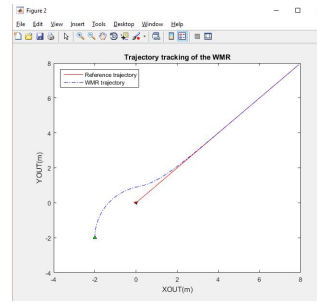 Figure 2
File Edit View Insert Tools Desktop Window Help
Trajectory tracking of the WMR
Reference trajectory
WMR trajectory
8
6
4
2
0
-2
-4
YOUT(m)
-4 -2 0 2 4 6 8
XOUT(m)